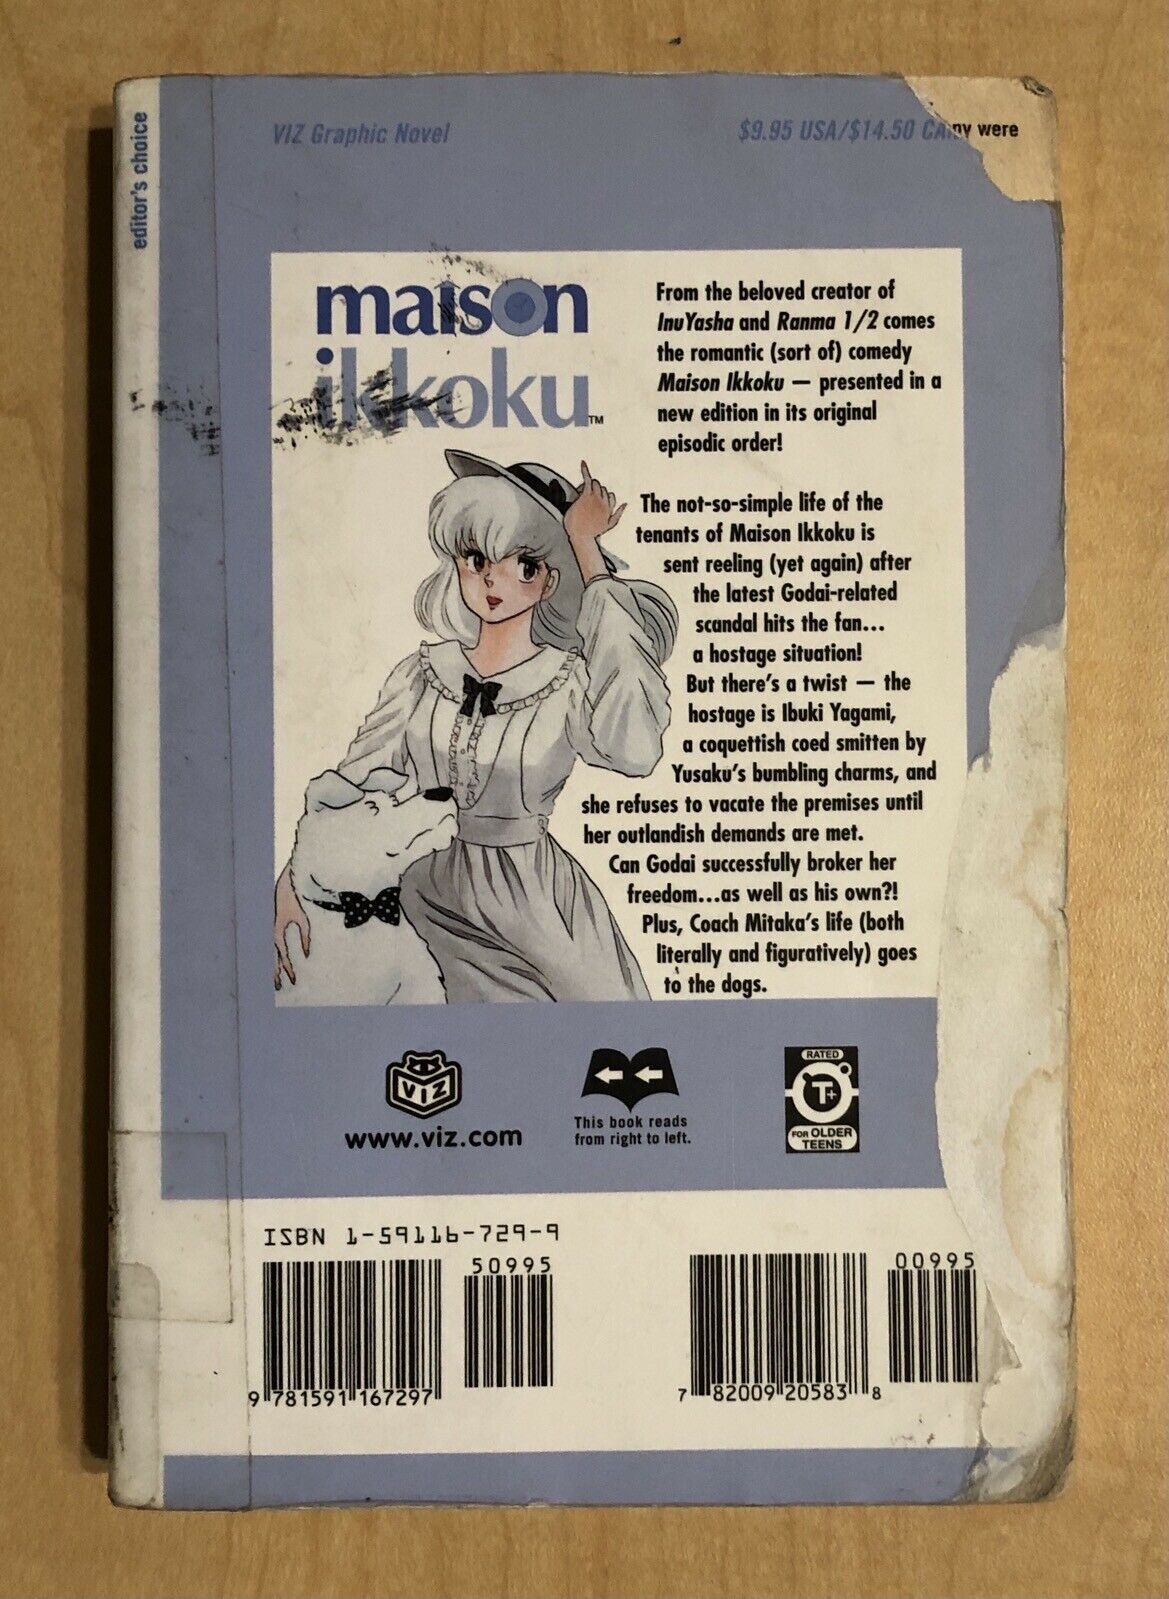 editor's choice
VIZ Graphic Novel
$9.95 USA/$14.50 CA
ny were
maison
ikkoku™
From the beloved creator of
InuYasha and Ranma 1/2 comes
the romantic (sort of) comedy
Maison Ikkoku — presented in a
new edition in its original
episodic order!
The not-so-simple life of the
tenants of Maison Ikkoku is
sent reeling (yet again) after
the latest Godai-related
scandal hits the fan...
a hostage situation!
But there's a twist — the
hostage is Ibuki Yagami,
a coquettish coed smitten by
Yusaku's bumbling charms, and
she refuses to vacate the premises until
her outlandish demands are met.
Can Godai successfully broker her
freedom...as well as his own?!
Plus, Coach Mitaka's life (both
literally and figuratively) goes
to the dogs.
VIZ
www.viz.com
This book reads
from right to left.
RATED
T+
FOR OLDER
TEENS
ISBN 1-59116-729-9
50995
9 781591 167297
00995
7 82009 20583 8